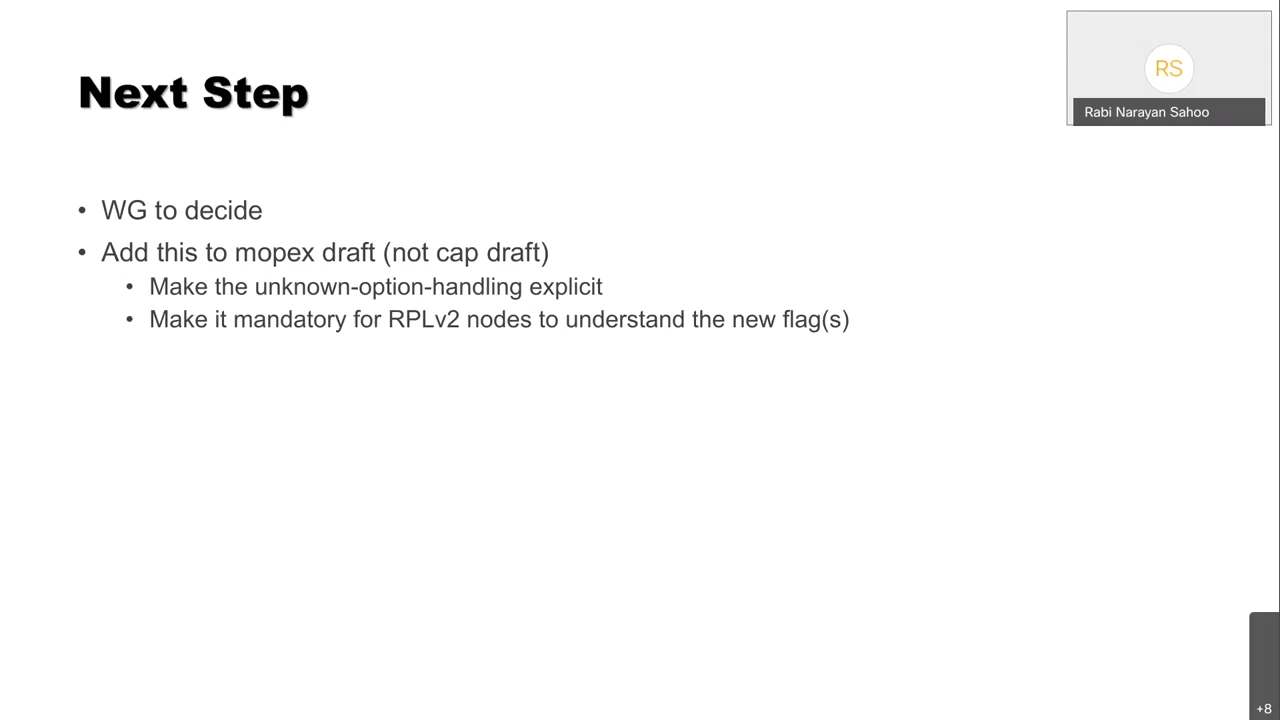 Next Step
RS
Rabi Narayan Sahoo
• WG to decide
• Add this to mopex draft (not cap draft)
• Make the unknown-option-handling explicit
• Make it mandatory for RPLv2 nodes to understand the new flag(s)
+8